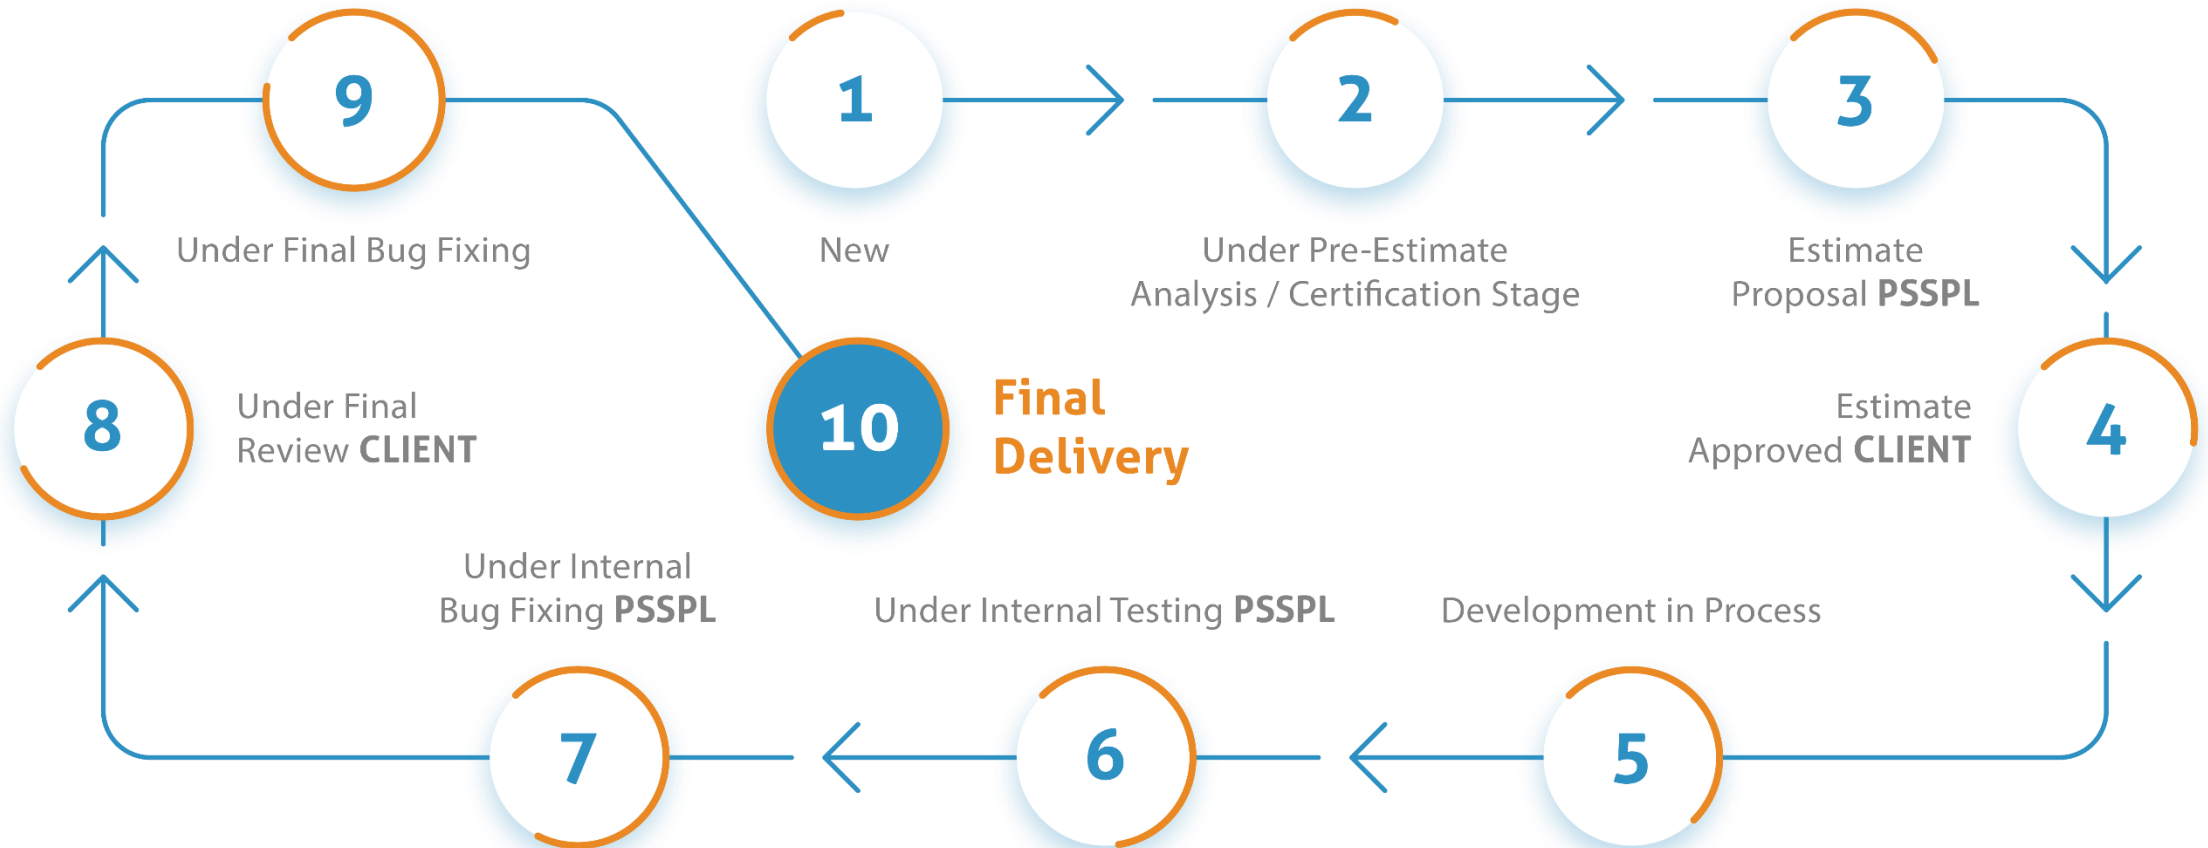 1
New
2
Under Pre-Estimate
Analysis / Certification Stage
3
Estimate
Proposal PSSPL
4
Estimate
Approved CLIENT
5
Development in Process
6
Under Internal Testing PSSPL
7
Under Internal
Bug Fixing PSSPL
8
Under Final
Review CLIENT
9
Under Final Bug Fixing
10
Final
Delivery